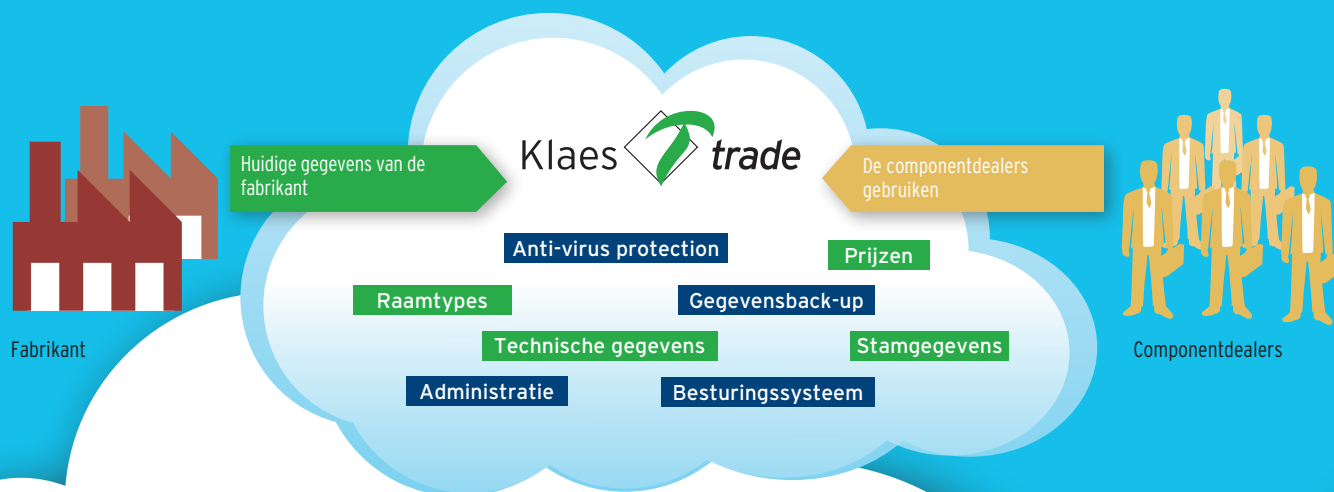 Klaes trade
Huidige gegevens van de
fabrikant
De componentdealers
gebruiken
Anti-virus protection
Prijzen
Raamtypes
Gegevensback-up
Technische gegevens
Stamgegevens
Fabrikant
Componentdealers
Administratie
Besturingssysteem